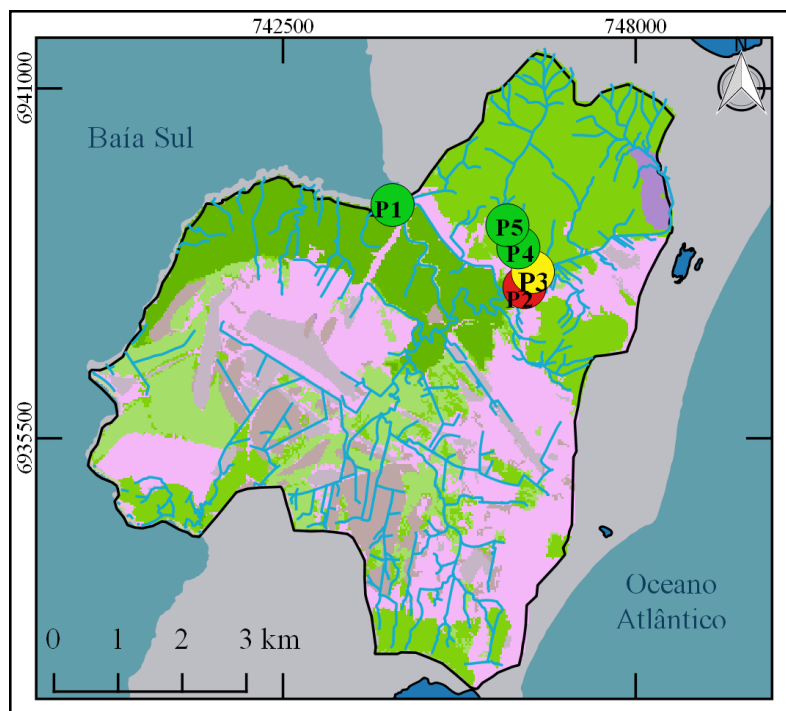 742500
748000
6941000
Baía Sul
P1
P5
P4
P3
P2
6935500
Oceano
Atlântico
0 1 2 3 km